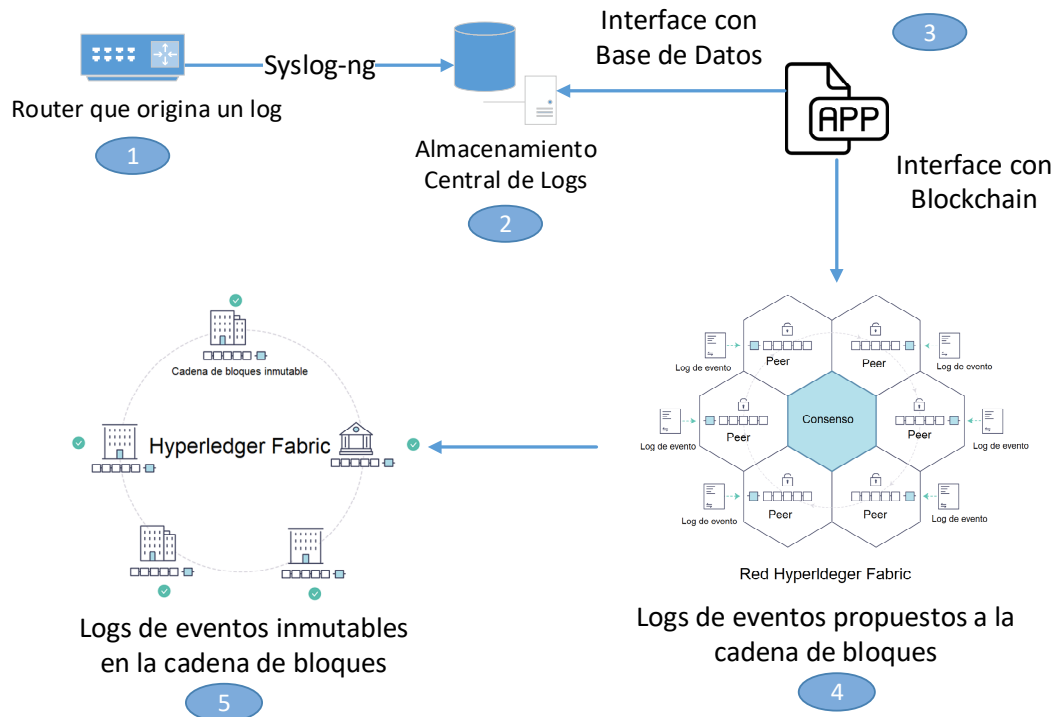 Router que origina un log
1
Syslog-ng
Almacenamiento
Central de Logs
2
Interface con
Base de Datos
3
APP
Interface con
Blockchain
Log de evento
Peer
Peer
Log de evento
Log de evento
Peer
Consenso
Peer
Log de evento
Log de evento
Peer
Peer
Log de evento
Red Hyperldeger Fabric
Logs de eventos propuestos a la
cadena de bloques
4
Cadena de bloques inmutable
Hyperledger Fabric
Logs de eventos inmutables
en la cadena de bloques
5